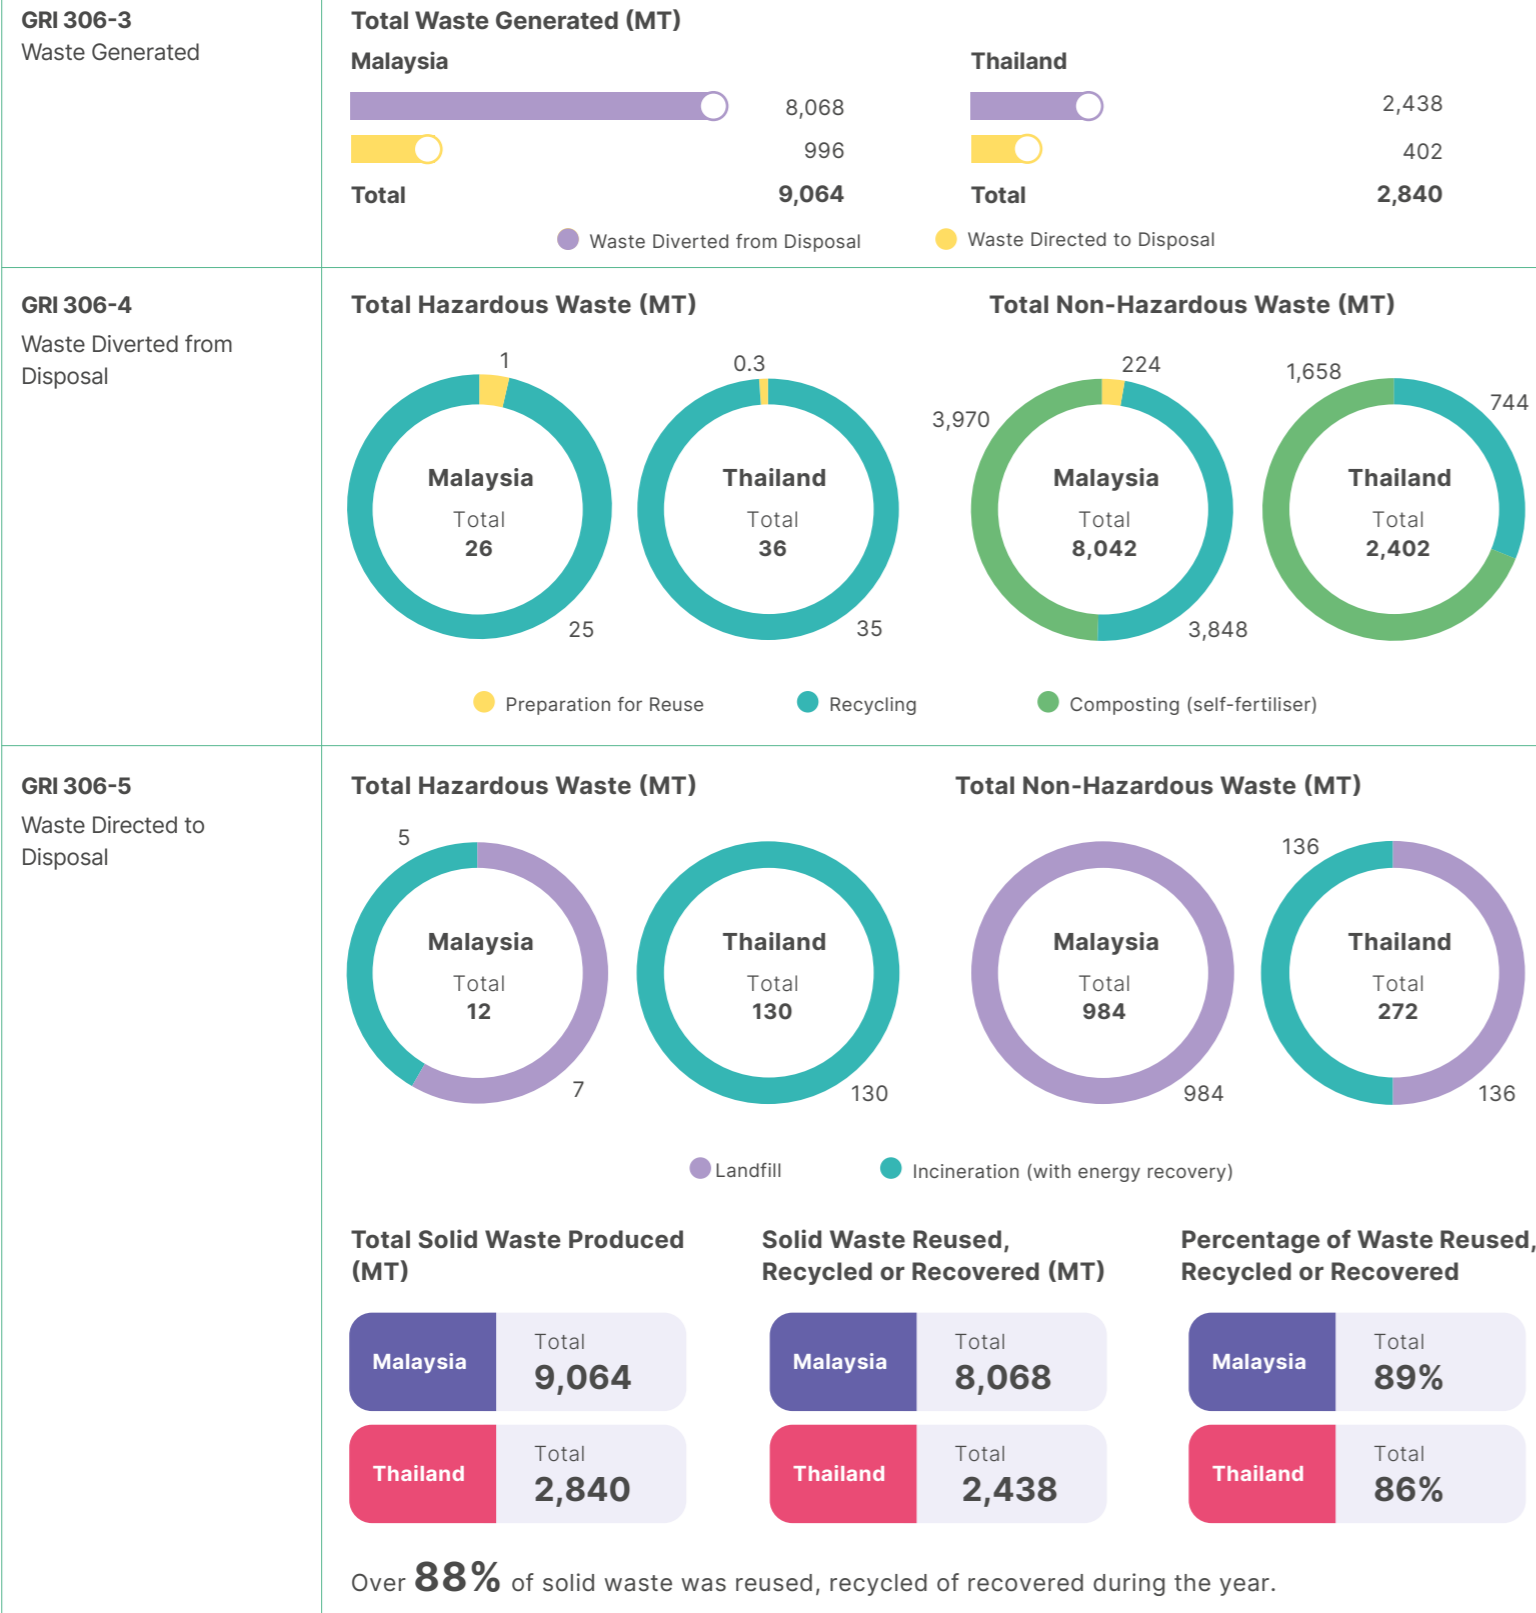 GRI 306-3
Waste Generated
Total Waste Generated (MT)
Malaysia
8,068
996
Total 9,064
Thailand
2,438
402
Total 2,840
Waste Diverted from Disposal
Waste Directed to Disposal
GRI 306-4
Waste Diverted from
Disposal
Total Hazardous Waste (MT)
1
Malaysia
Total
26
25
0.3
Thailand
Total
36
35
Total Non-Hazardous Waste (MT)
224
3,970
Malaysia
Total
8,042
3,848
1,658
744
Thailand
Total
2,402
Preparation for Reuse
Recycling
Composting (self-fertiliser)
GRI 306-5
Waste Directed to
Disposal
Total Hazardous Waste (MT)
5
Malaysia
Total
12
7
Thailand
Total
130
130
Total Non-Hazardous Waste (MT)
Malaysia
Total
984
984
136
Thailand
Total
272
136
Landfill
Incineration (with energy recovery)
Total Solid Waste Produced
(MT)
Malaysia
Total
9,064
Thailand
Total
2,840
Solid Waste Reused,
Recycled or Recovered (MT)
Malaysia
Total
8,068
Thailand
Total
2,438
Percentage of Waste Reused,
Recycled or Recovered
Malaysia
Total
89%
Thailand
Total
86%
Over 88% of solid waste was reused, recycled of recovered during the year.